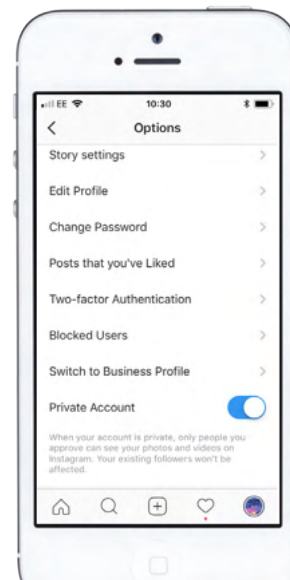 EE 10:30
Options
Story settings
Edit Profile
Change Password
Posts that you've Liked
Two-factor Authentication
Blocked Users
Switch to Business Profile
Private Account
When your account is private, only people you
approve can see your photos and videos on
Instagram. Your existing followers won't be
affected.